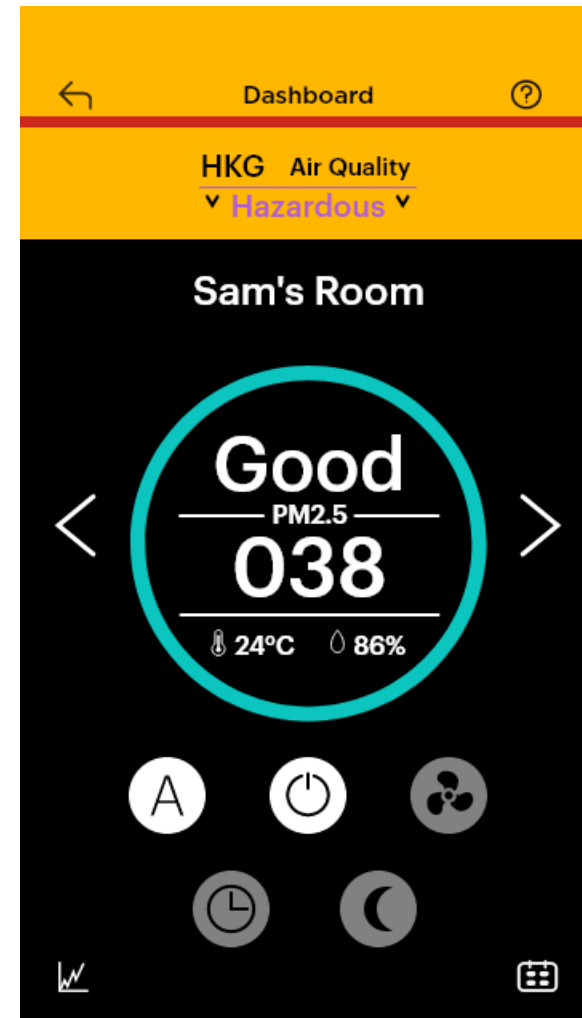 Dashboard
HKG Air Quality
Hazardous
Sam's Room
Good
PM2.5
038
24°C 86%
A